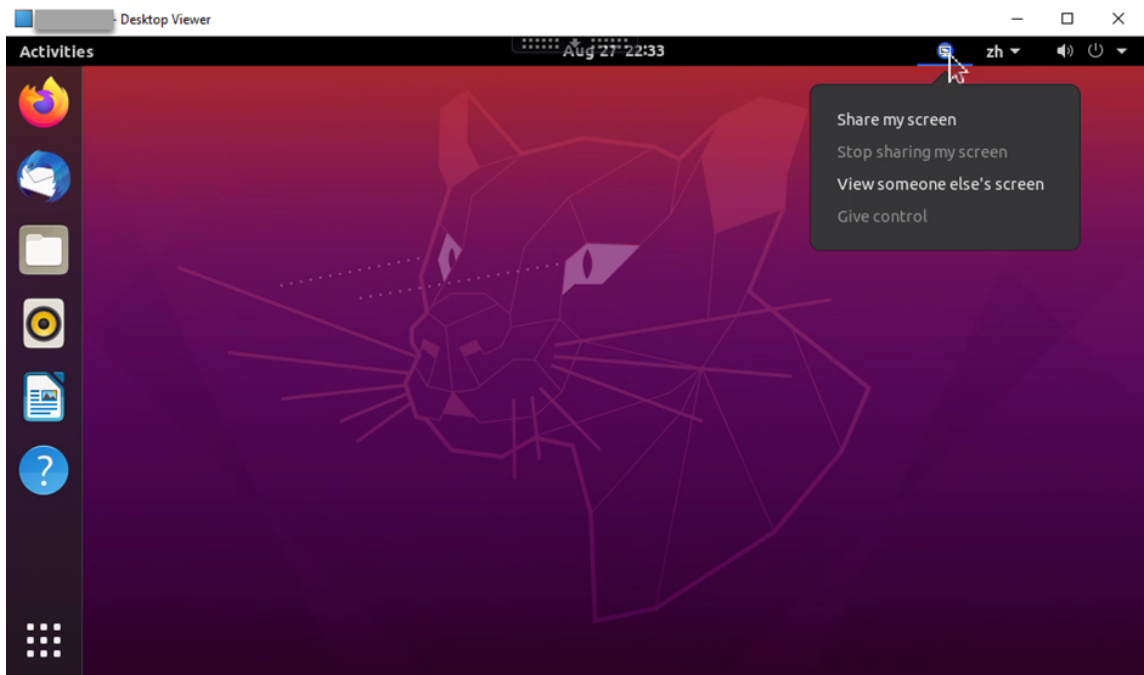 - Desktop Viewer
Activities
Aug 27 22:33
zh
Share my screen
Stop sharing my screen
View someone else's screen
Give control
?